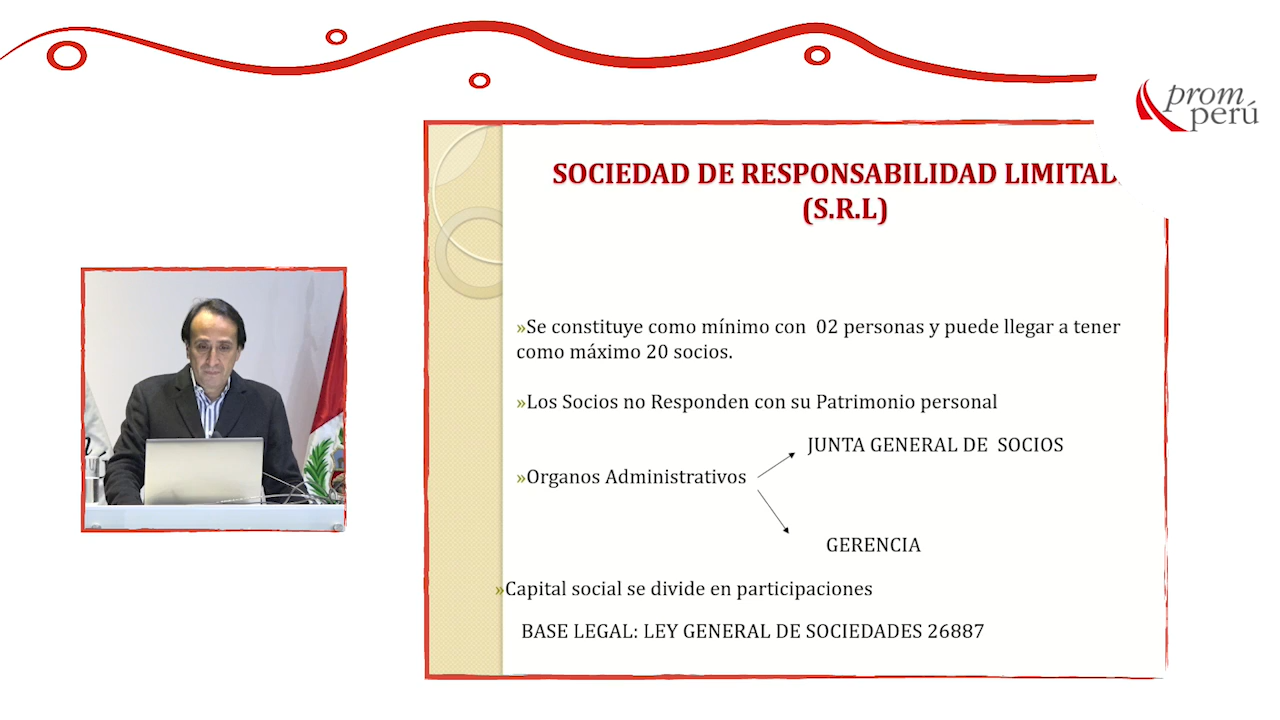 prom
perú
SOCIEDAD DE RESPONSABILIDAD LIMITAD
(S.R.L)
»Se constituye como mínimo con 02 personas y puede llegar a tener
como máximo 20 socios.
»Los Socios no Responden con su Patrimonio personal
JUNTA GENERAL DE SOCIOS
»Organos Administrativos
GERENCIA
»Capital social se divide en participaciones
BASE LEGAL: LEY GENERAL DE SOCIEDADES 26887